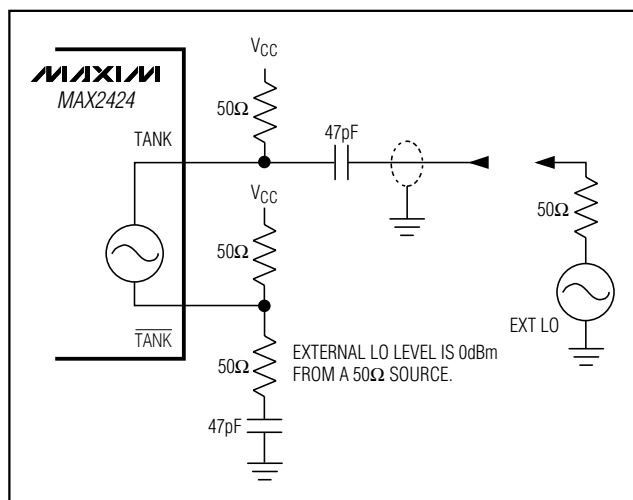 MAXIM
MAX2424
TANK
TANK
VCC
50Ω
47pF
VCC
50Ω
50Ω
47pF
50Ω
EXT LO
EXTERNAL LO LEVEL IS 0dBm
FROM A 50Ω SOURCE.